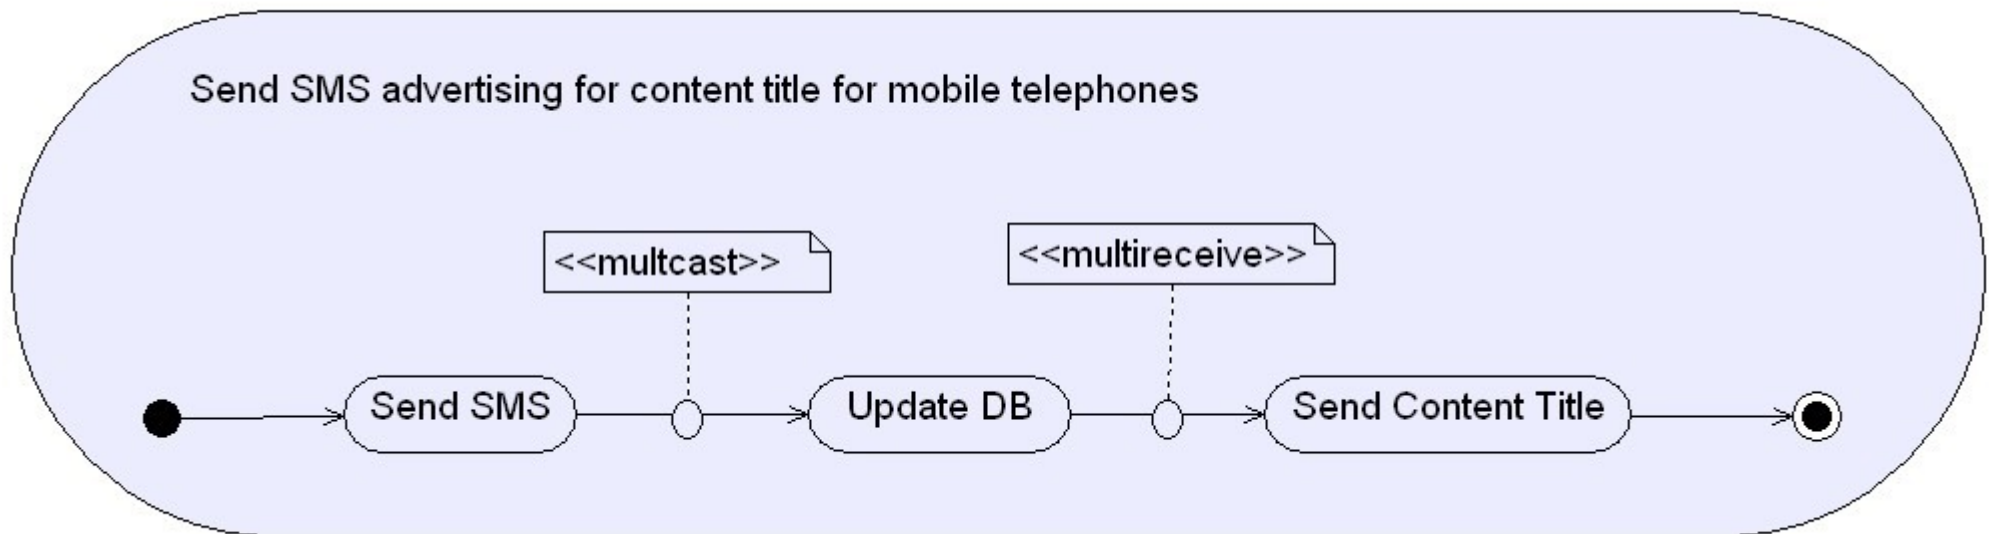 Send SMS advertising for content title for mobile telephones
<<multcast>>
<<multireceive>>
Send SMS
Update DB
Send Content Title